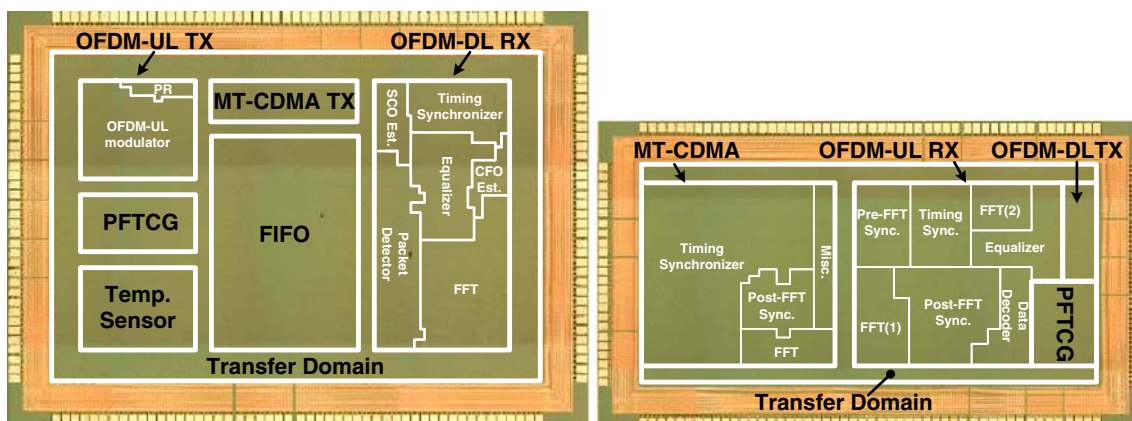 OFDM-UL TX
OFDM-DL RX
PR
OFDM-UL
modulator
MT-CDMA TX
SCO Est.
Timing
Synchronizer
Equalizer
CFO
Est.
PFTCG
FIFO
Packet
Detector
FFT
Temp.
Sensor
Transfer Domain
MT-CDMA
OFDM-UL RX
OFDM-DLTX
Timing
Synchronizer
Misc.
Post-FFT
Sync.
FFT
Pre-FFT
Sync.
Timing
Sync.
FFT(2)
Equalizer
FFT(1)
Post-FFT
Sync.
Data
Decoder
PFTCG
Transfer Domain